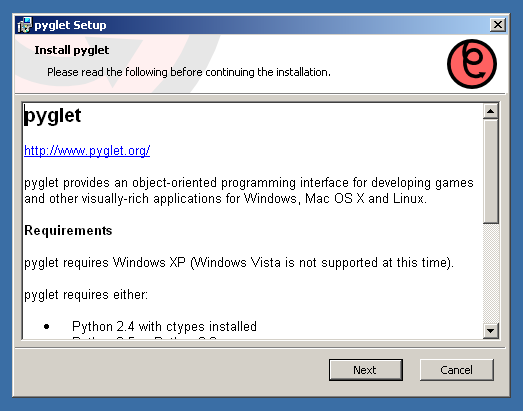 pyglet Setup
Install pyglet
Please read the following before continuing the installation.
pyglet
http://www.pyglet.org/
pyglet provides an object-oriented programming interface for developing games
and other visually-rich applications for Windows, Mac OS X and Linux.
Requirements
pyglet requires Windows XP (Windows Vista is not supported at this time).
pyglet requires either:
• Python 2.4 with ctypes installed
Next
Cancel